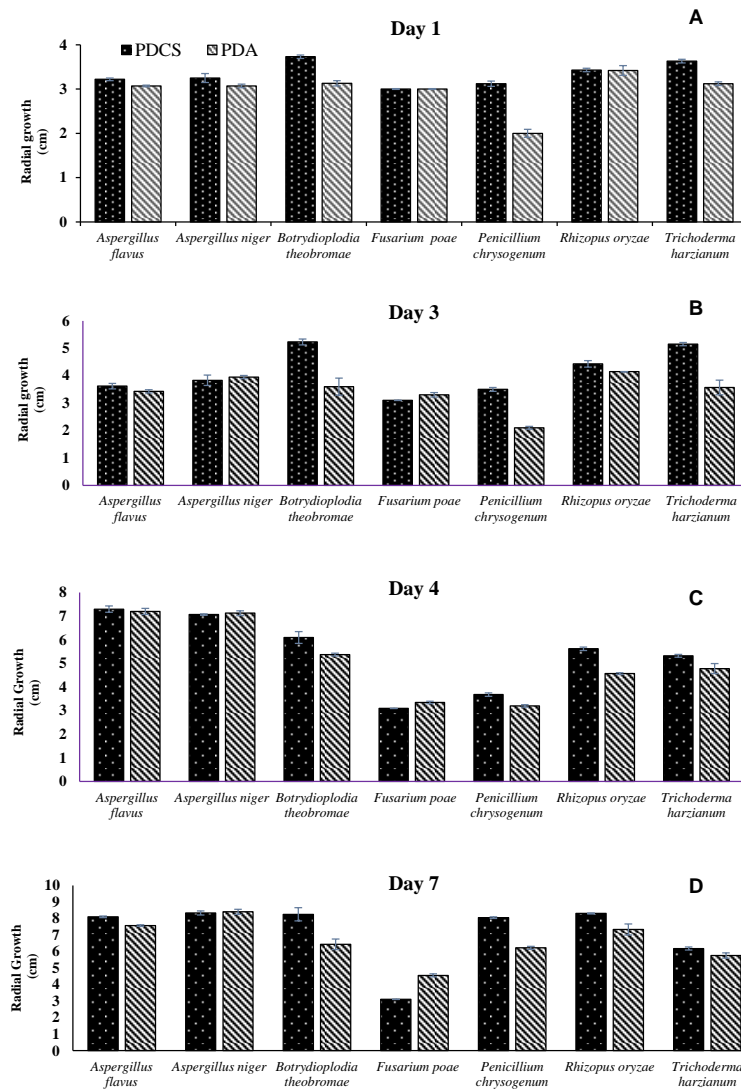 Day 1
A
PDCS PDA
Radial growth
(cm)
4
3
2
1
0
Aspergillus
flavus
Aspergillus niger
Botrydioplodia
theobromae
Fusarium poae
Penicillium
chrysogenum
Rhizopus oryzae
Trichoderma
harzianum
Day 3
B
Radial growth
(cm)
6
5
4
3
2
1
0
Aspergillus
flavus
Aspergillus niger
Botrydioplodia
theobromae
Fusarium poae
Penicillium
chrysogenum
Rhizopus oryzae
Trichoderma
harzianum
Day 4
C
Radial Growth
(cm)
8
7
6
5
4
3
2
1
0
Aspergillus
flavus
Aspergillus niger
Botrydioplodia
theobromae
Fusarium poae
Penicillium
chrysogenum
Rhizopus oryzae
Trichoderma
harzianum
Day 7
D
Radial Growth
(cm)
10
9
8
7
6
5
4
3
2
1
0
Aspergillus
flavus
Aspergillus niger
Botrydioplodia
theobromae
Fusarium poae
Penicillium
chrysogenum
Rhizopus oryzae
Trichoderma
harzianum